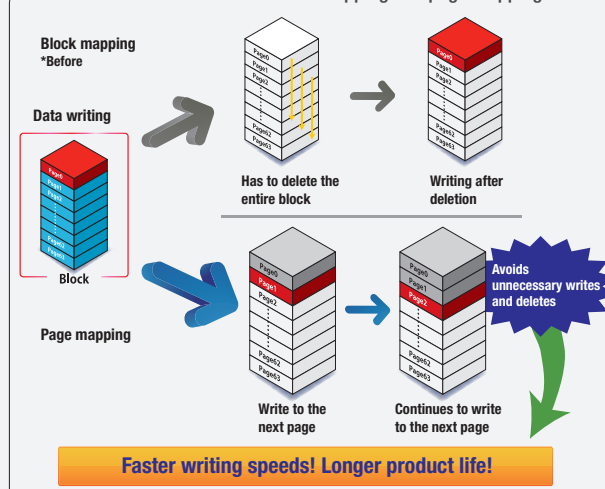 Block mapping
*Before
Page0
Page1
Page2
Page62
Page63
Page0
Page1
Page2
Page62
Page63
Data writing
Page0
Page1
Page2
Page62
Page63
Block
Has to delete the
entire block
Writing after
deletion
Page0
Page1
Page2
Page62
Page63
Page0
Page1
Page2
Page62
Page63
Avoids
unnecessary writes
and deletes
Page mapping
Write to the
next page
Continues to write
to the next page
Faster writing speeds! Longer product life!